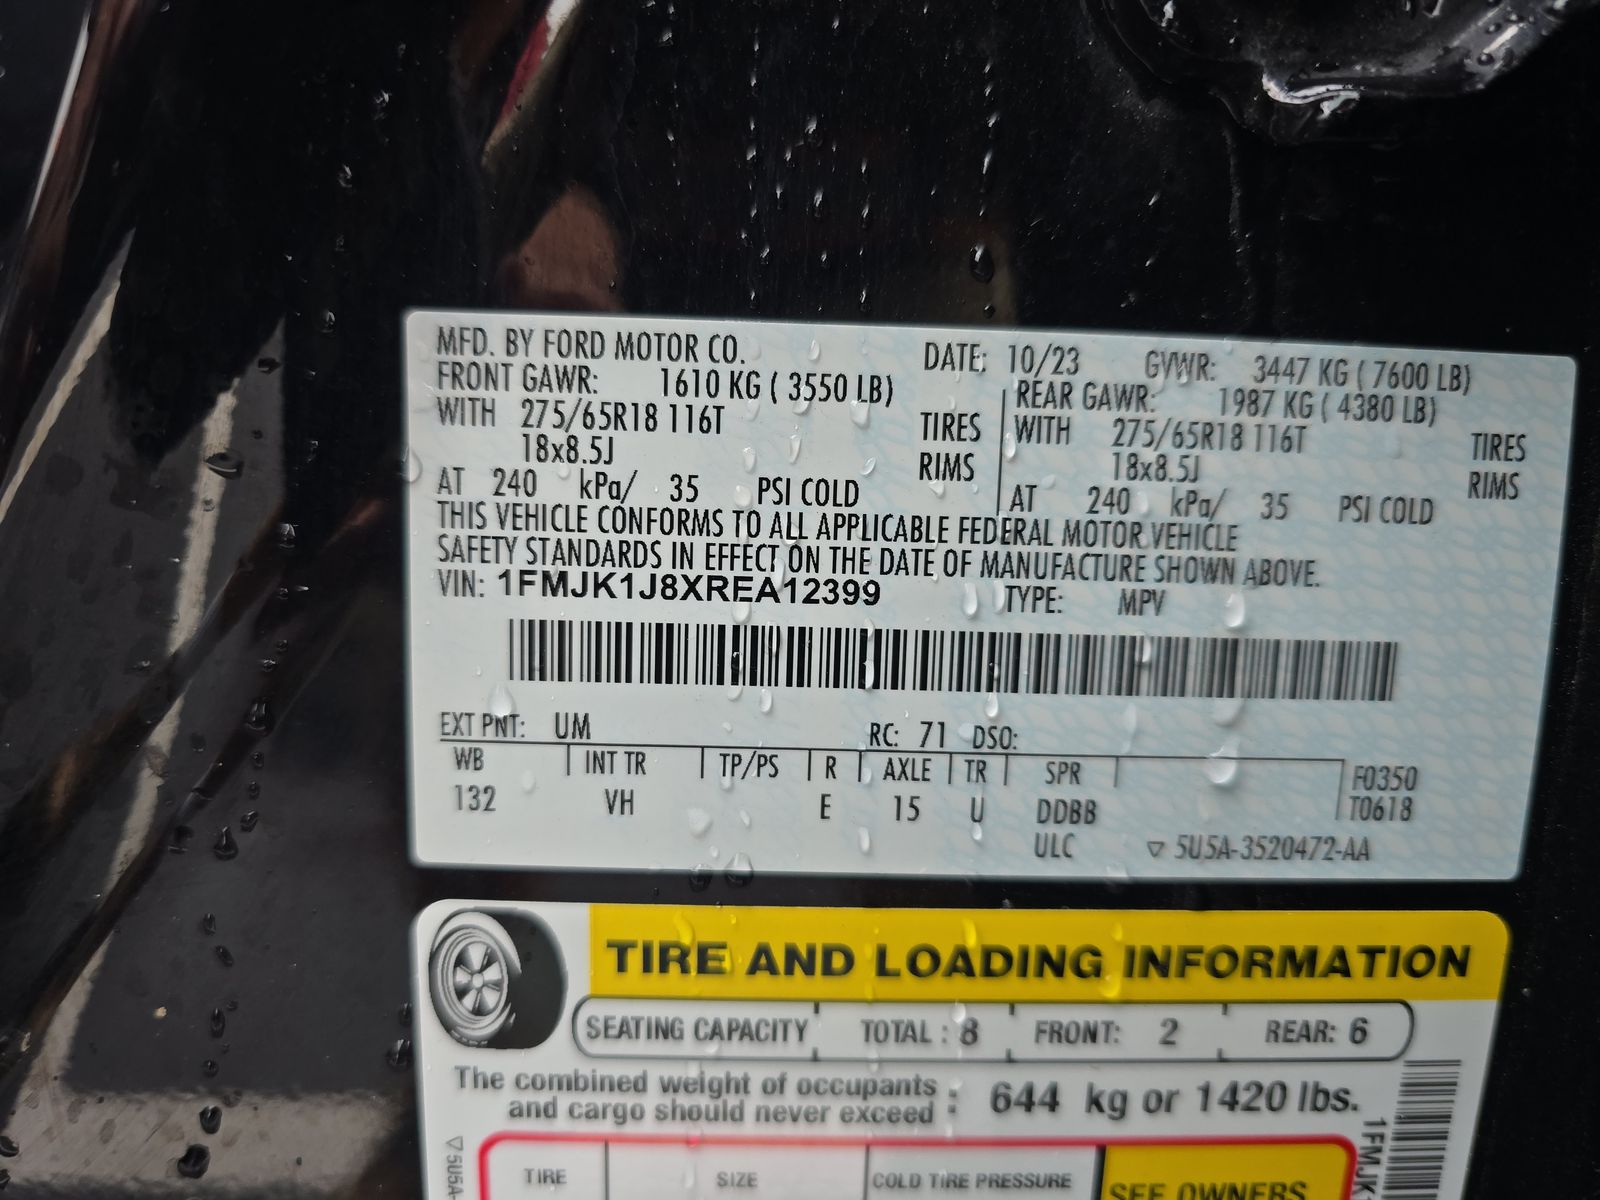 MFD. BY FORD MOTOR CO. DATE: 10/23 GVWR: 3447 KG ( 7600 LB)
FRONT GAWR: 1610 KG ( 3550 LB) REAR GAWR: 1987 KG ( 4380 LB)
WITH 275/65R18 116T TIRES WITH 275/65R18 116T TIRES
18x8.5J RIMS 18x8.5J RIMS
AT 240 kPa/ 35 PSI COLD AT 240 kPa/ 35 PSI COLD
THIS VEHICLE CONFORMS TO ALL APPLICABLE FEDERAL MOTOR VEHICLE
SAFETY STANDARDS IN EFFECT ON THE DATE OF MANUFACTURE SHOWN ABOVE.
VIN: 1FMJK1J8XREA12399 TYPE: MPV
EXT PNT: UM RC: 71 DSO:
WB INT TR TP/PS R AXLE TR SPR F0350
132 VH E 15 U DDBB T0618
ULC ▽ 5U5A-3520472-AA
TIRE AND LOADING INFORMATION
SEATING CAPACITY TOTAL : 8 FRONT: 2 REAR: 6
The combined weight of occupants
and cargo should never exceed : 644 kg or 1420 lbs.
TIRE SIZE COLD TIRE PRESSURE SEE OWNERS
▽ 5U5A-
1FMJK1